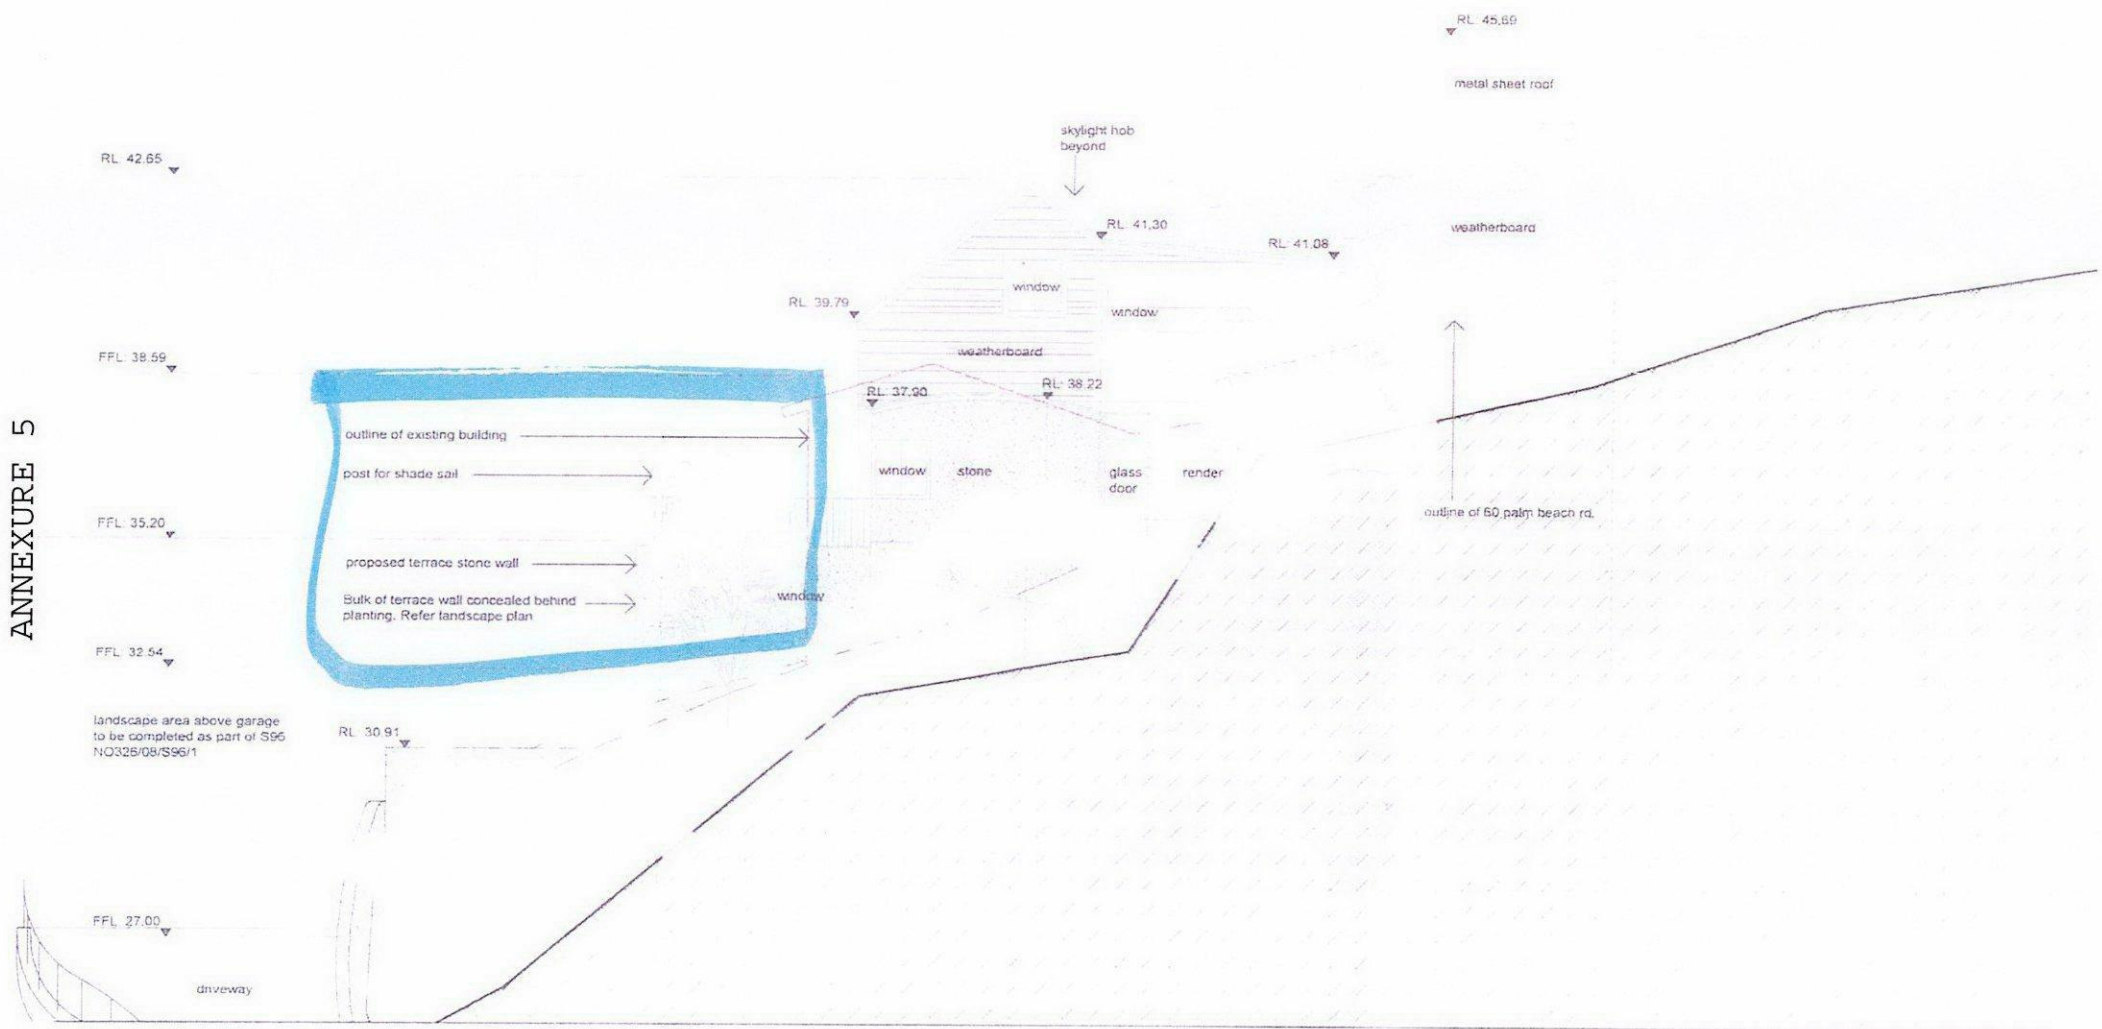 ANNEXURE 5
RL: 45,69
metal sheet roof
skylight hob
beyond
RL: 42.65
RL: 41,30
weatherboard
RL: 41.08
window
RL: 39.79
window
weatherboard
FFL: 38.59
RL: 38.22
RL: 37.90
outline of existing building
post for shade sail
window
stone
glass
door
render
outline of 60 palm beach rd.
FFL: 35.20
proposed terrace stone wall
Bulk of terrace wall concealed behind
planting. Refer landscape plan
window
FFL: 32.54
landscape area above garage
to be completed as part of S96
NO326/08/S96/1
RL: 30.91
FFL: 27.00
driveway